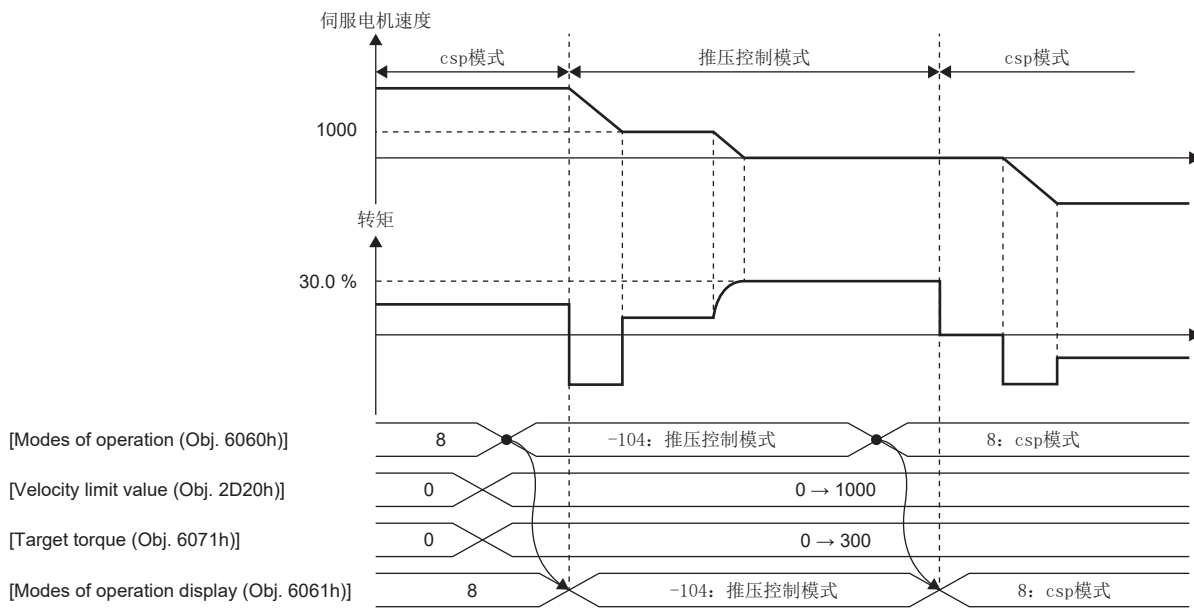 伺服电机速度
csp模式
推压控制模式
csp模式
1000
转矩
30.0 %
[Modes of operation (Obj. 6060h)]
8
-104: 推压控制模式
8: csp模式
[Velocity limit value (Obj. 2D20h)]
0
0 → 1000
[Target torque (Obj. 6071h)]
0
0 → 300
[Modes of operation display (Obj. 6061h)]
8
-104: 推压控制模式
8: csp模式